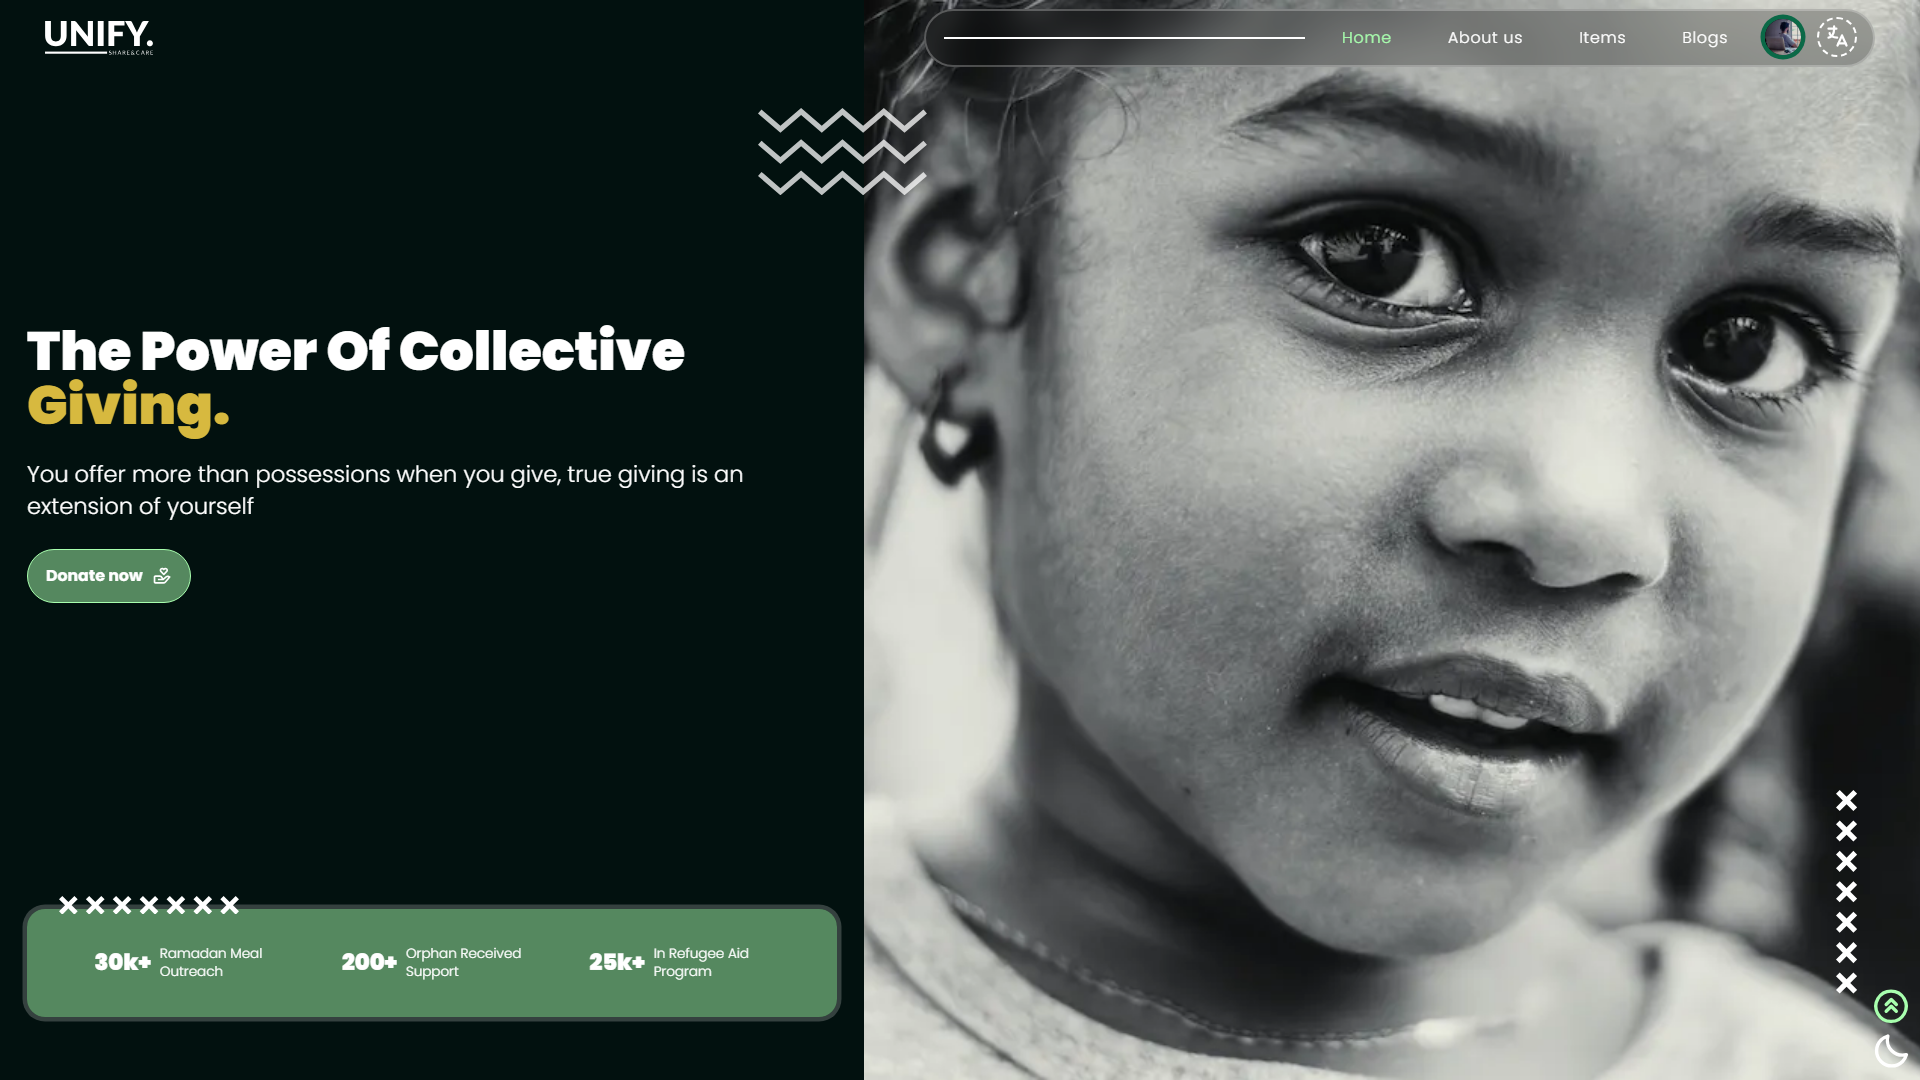 UNIFY.
SHARE&CARE
Home
About us
Items
Blogs
The Power Of Collective
Giving.
You offer more than possessions when you give, true giving is an
extension of yourself
Donate now
30k+
Ramadan Meal
Outreach
200+
Orphan Received
Support
25k+
In Refugee Aid
Program